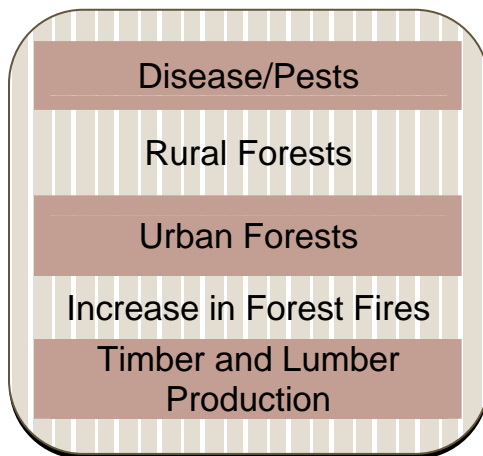 Disease/Pests
Rural Forests
Urban Forests
Increase in Forest Fires
Timber and Lumber
Production